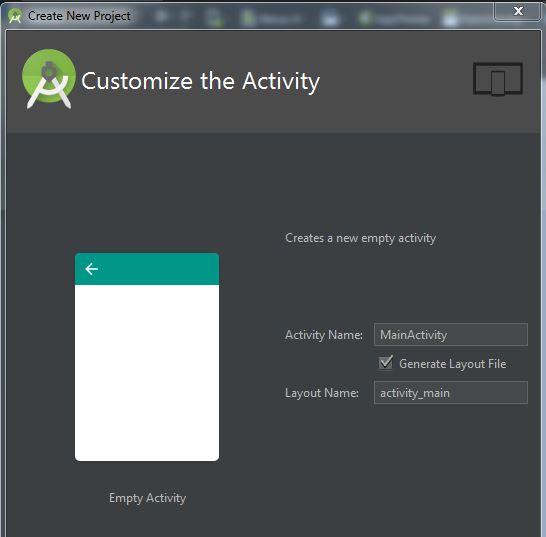 Create New Project
Customize the Activity
Creates a new empty activity
Activity Name: MainActivity
Generate Layout File
Layout Name: activity_main
Empty Activity